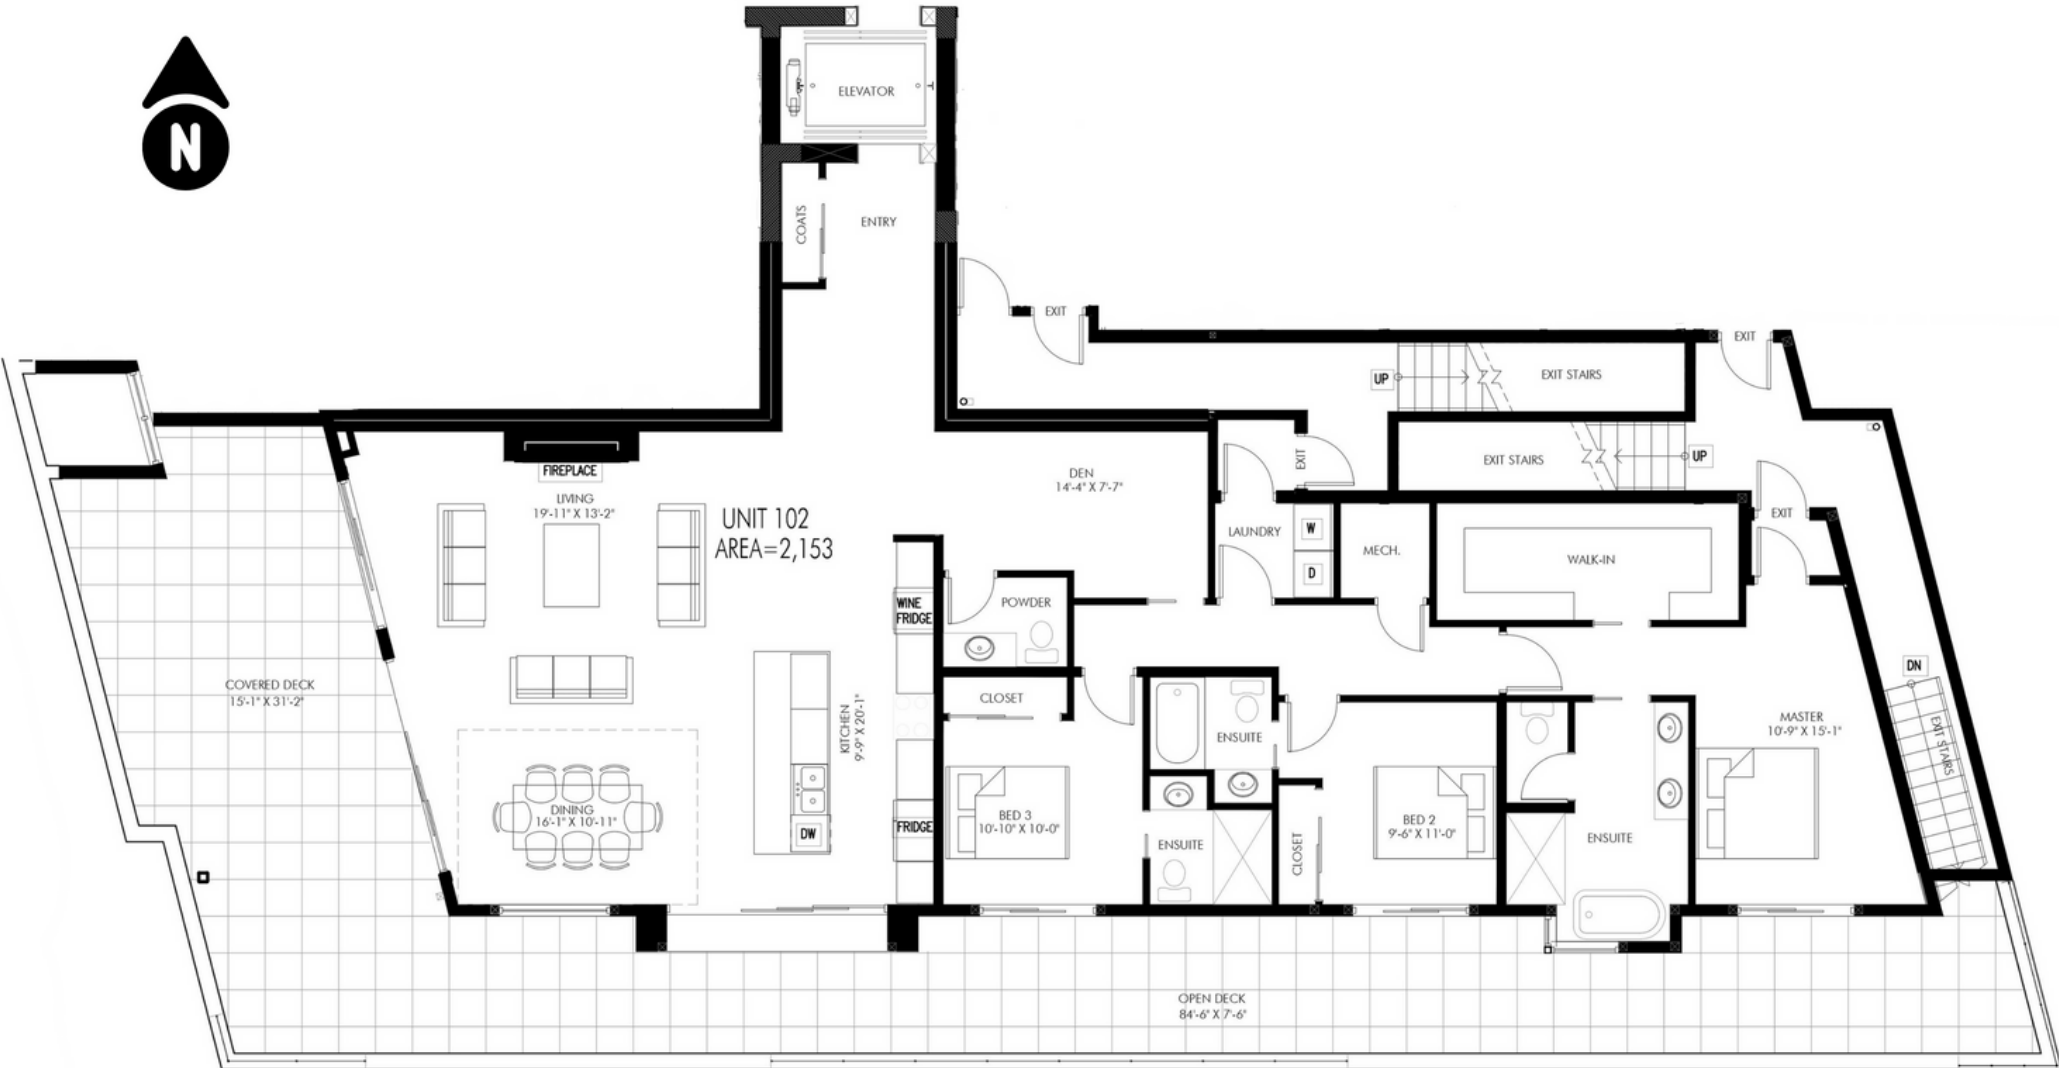 N
ELEVATOR
COATS
ENTRY
EXIT
EXIT
UP
EXIT STAIRS
EXIT STAIRS
UP
EXIT
EXIT
FIREPLACE
LIVING
19'-11" X 13'-2"
UNIT 102
AREA=2,153
DEN
14'-4" X 7'-7"
LAUNDRY
W
D
MECH.
WALK-IN
WINE
FRIDGE
POWDER
COVERED DECK
15'-1" X 31'-2"
KITCHEN
9'-9" X 20'-1"
CLOSET
ENSUITE
DN
EXIT STAIRS
MASTER
10'-9" X 15'-1"
DINING
16'-1" X 10'-11"
DW
FRIDGE
BED 3
10'-10" X 10'-0"
ENSUITE
CLOSET
BED 2
9'-6" X 11'-0"
ENSUITE
OPEN DECK
84'-6" X 7'-6"